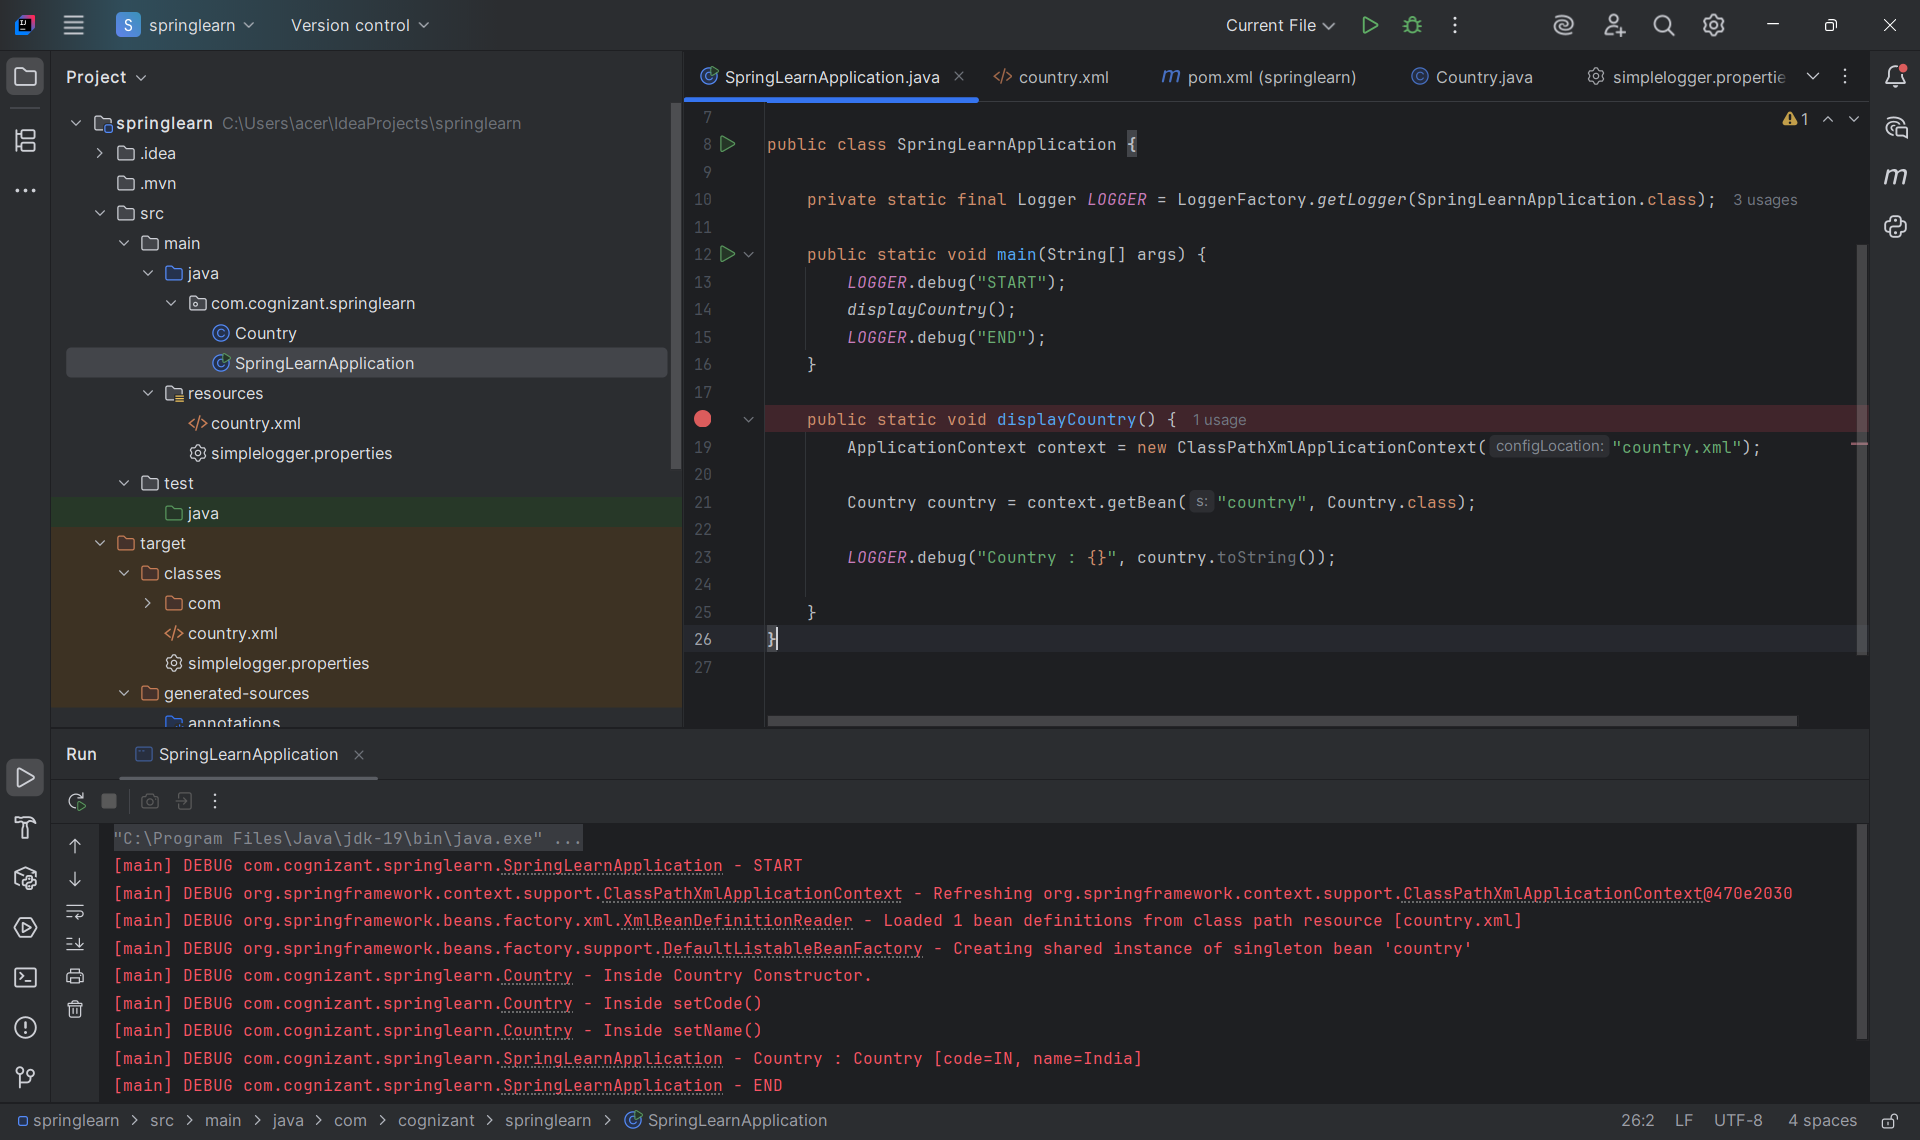 S springlearn Version control Current File
Project
springlearn C:\Users\acer\IdeaProjects\springlearn
.idea
.mvn
src
main
java
com.cognizant.springlearn
Country
SpringLearnApplication
resources
country.xml
simplelogger.properties
test
java
target
classes
com
country.xml
simplelogger.properties
generated-sources
annotations
SpringLearnApplication.java country.xml m pom.xml (springlearn) Country.java simplelogger.propertie
1
7
8 public class SpringLearnApplication {
9
10 private static final Logger LOGGER = LoggerFactory.getLogger(SpringLearnApplication.class); 3 usages
11
12 public static void main(String[] args) {
13 LOGGER.debug("START");
14 displayCountry();
15 LOGGER.debug("END");
16 }
17
public static void displayCountry() { 1 usage
19 ApplicationContext context = new ClassPathXmlApplicationContext( configLocation: "country.xml");
20
21 Country country = context.getBean( s: "country", Country.class);
22
23 LOGGER.debug("Country : {}", country.toString());
24
25 }
26 }
27
Run SpringLearnApplication
"C:\Program Files\Java\jdk-19\bin\java.exe" ...
[main] DEBUG com.cognizant.springlearn.SpringLearnApplication - START
[main] DEBUG org.springframework.context.support.ClassPathXmlApplicationContext - Refreshing org.springframework.context.support.ClassPathXmlApplicationContext@470e2030
[main] DEBUG org.springframework.beans.factory.xml.XmlBeanDefinitionReader - Loaded 1 bean definitions from class path resource [country.xml]
[main] DEBUG org.springframework.beans.factory.support.DefaultListableBeanFactory - Creating shared instance of singleton bean 'country'
[main] DEBUG com.cognizant.springlearn.Country - Inside Country Constructor.
[main] DEBUG com.cognizant.springlearn.Country - Inside setCode()
[main] DEBUG com.cognizant.springlearn.Country - Inside setName()
[main] DEBUG com.cognizant.springlearn.SpringLearnApplication - Country : Country [code=IN, name=India]
[main] DEBUG com.cognizant.springlearn.SpringLearnApplication - END
springlearn > src > main > java > com > cognizant > springlearn > SpringLearnApplication 26:2 LF UTF-8 4 spaces